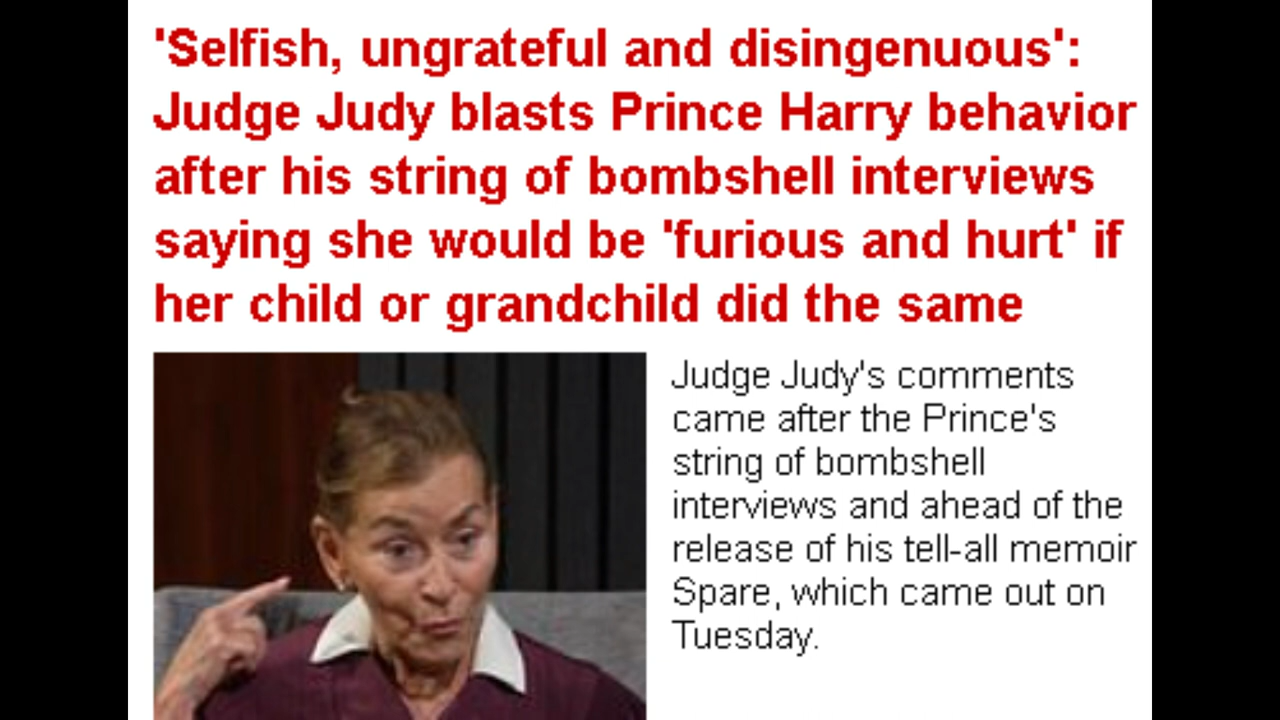 'Selfish, ungrateful and disingenuous':
Judge Judy blasts Prince Harry behavior
after his string of bombshell interviews
saying she would be 'furious and hurt' if
her child or grandchild did the same
Judge Judy's comments
came after the Prince's
string of bombshell
interviews and ahead of the
release of his tell-all memoir
Spare, which came out on
Tuesday.